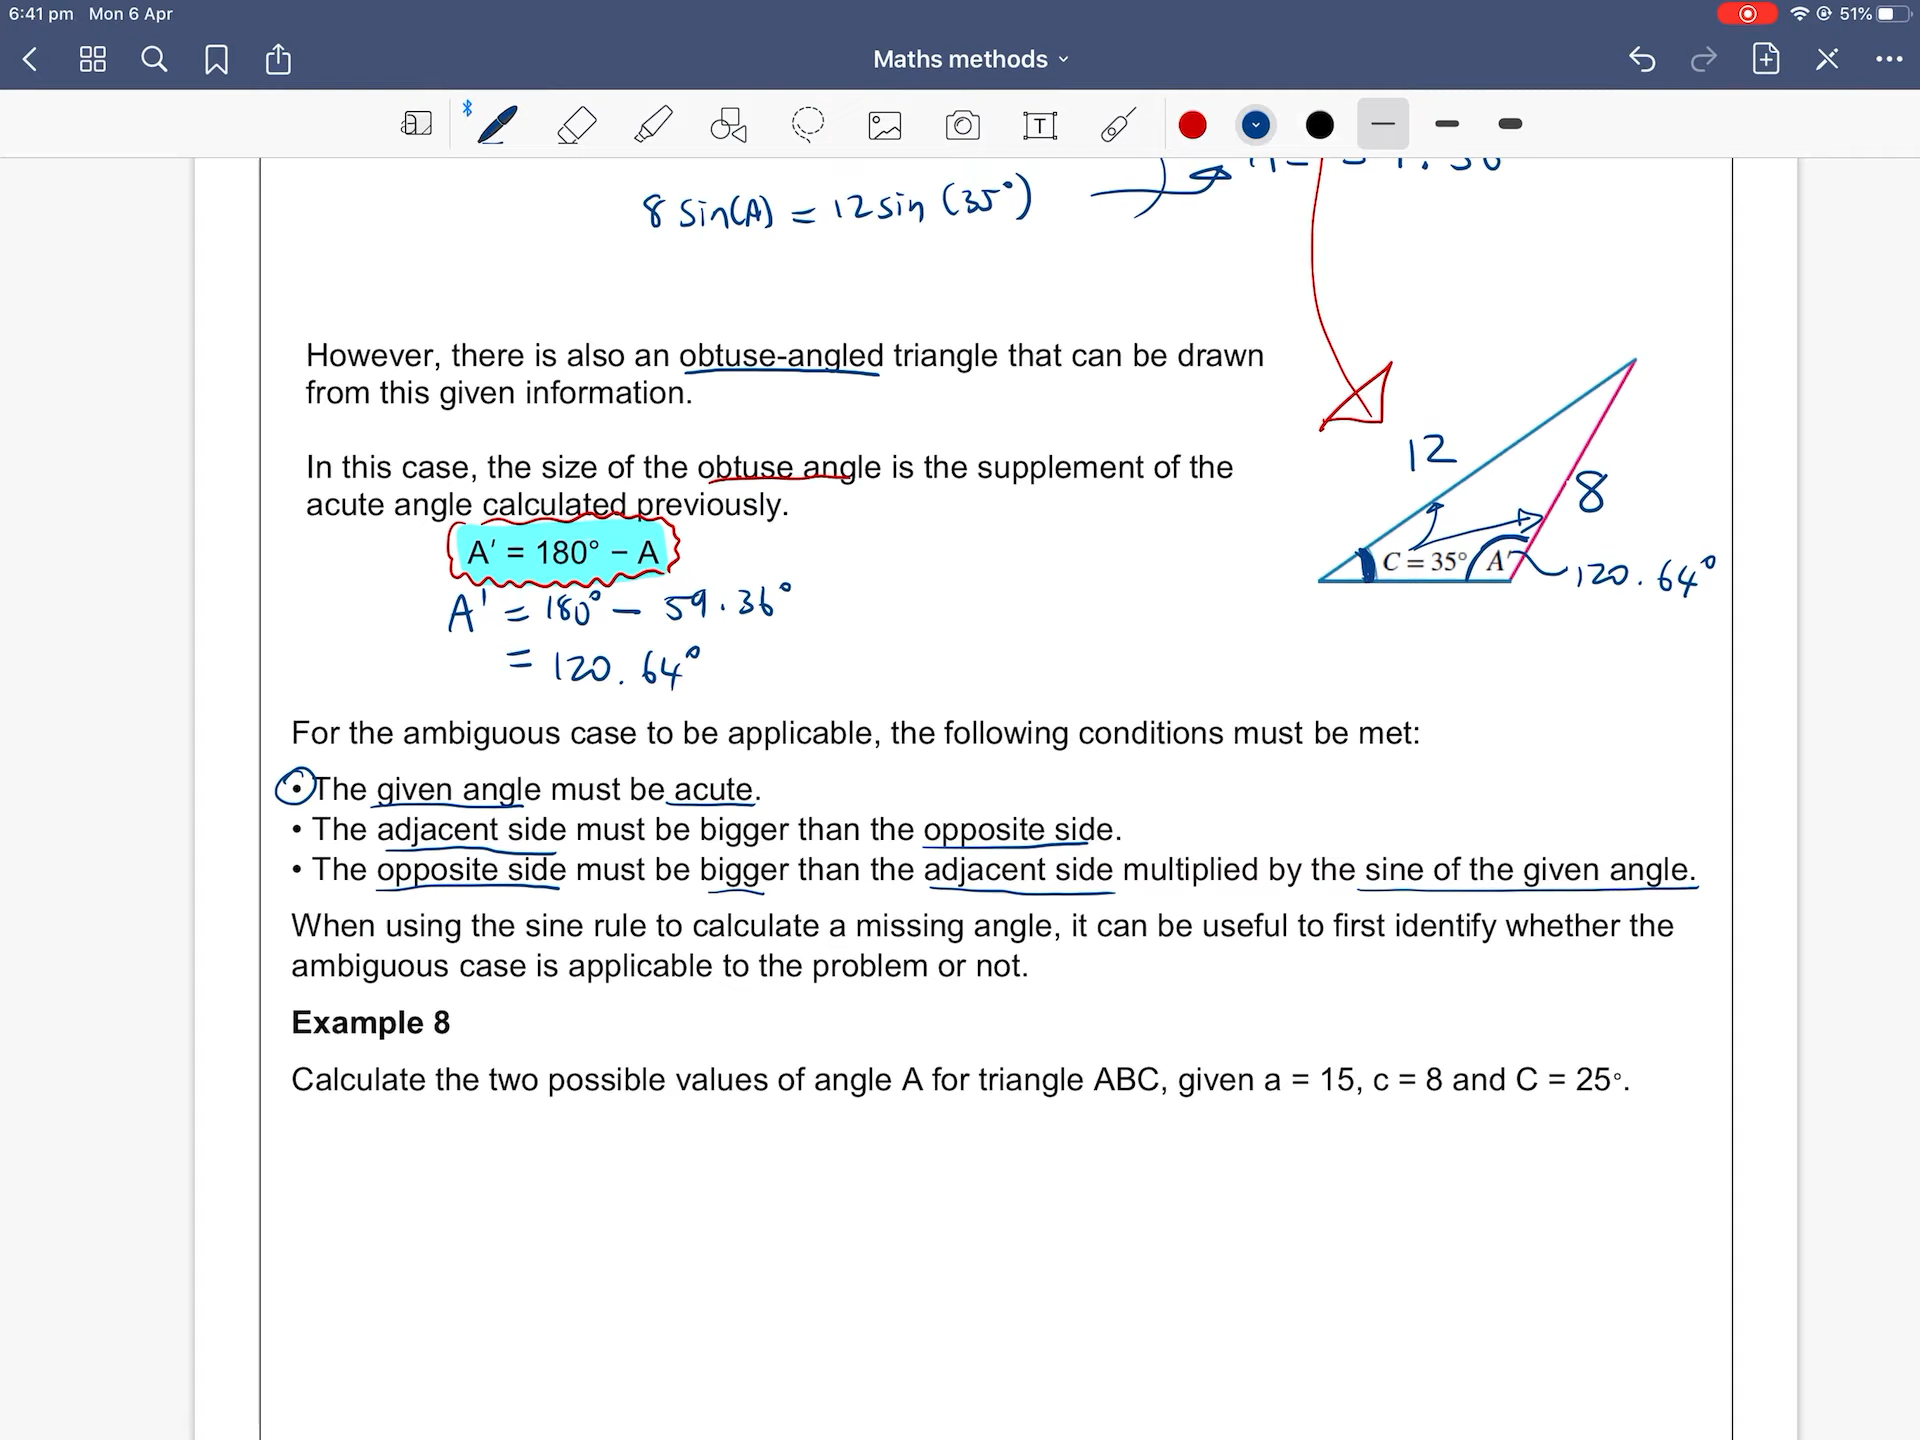 6:41 pm Mon 6 Apr
51%
Maths methods
T
8 sin(A) = 12 sin (35°)
However, there is also an obtuse-angled triangle that can be drawn
from this given information.
In this case, the size of the obtuse angle is the supplement of the
acute angle calculated previously.
A′ = 180° − A
A' = 180° − 59.36°
= 120.64°
12
8
C = 35°
A′
120.64°
For the ambiguous case to be applicable, the following conditions must be met:
• The given angle must be acute.
• The adjacent side must be bigger than the opposite side.
• The opposite side must be bigger than the adjacent side multiplied by the sine of the given angle.
When using the sine rule to calculate a missing angle, it can be useful to first identify whether the
ambiguous case is applicable to the problem or not.
Example 8
Calculate the two possible values of angle A for triangle ABC, given a = 15, c = 8 and C = 25°.